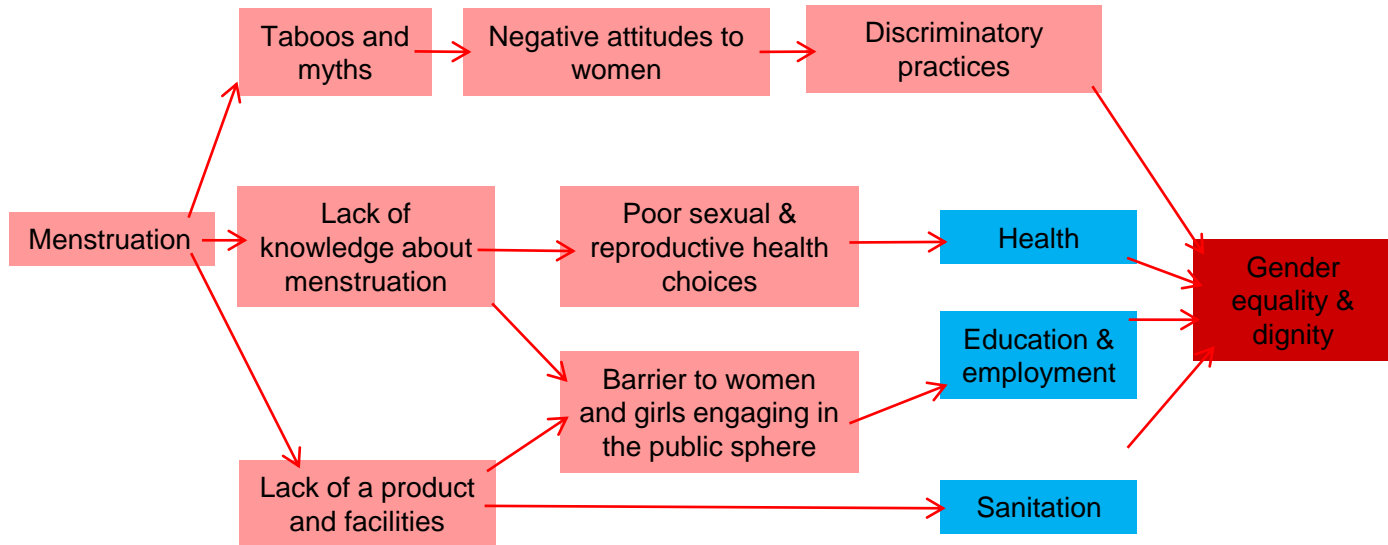 Taboos and
myths
Negative attitudes to
women
Discriminatory
practices
Menstruation
Lack of
knowledge about
menstruation
Poor sexual &
reproductive health
choices
Health
Gender
equality &
dignity
Education &
employment
Barrier to women
and girls engaging in
the public sphere
Lack of a product
and facilities
Sanitation